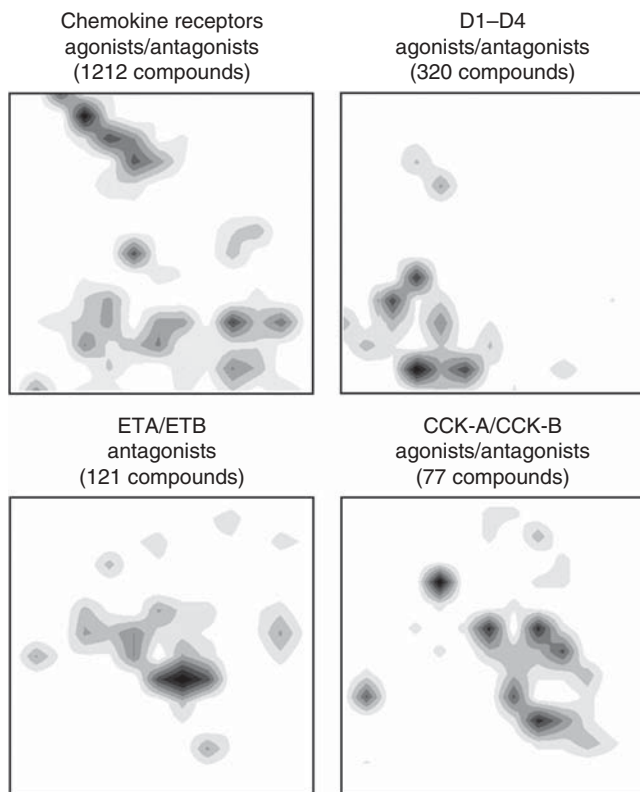 Chemokine receptors
agonists/antagonists
(1212 compounds)
D1–D4
agonists/antagonists
(320 compounds)
ETA/ETB
antagonists
(121 compounds)
CCK-A/CCK-B
agonists/antagonists
(77 compounds)